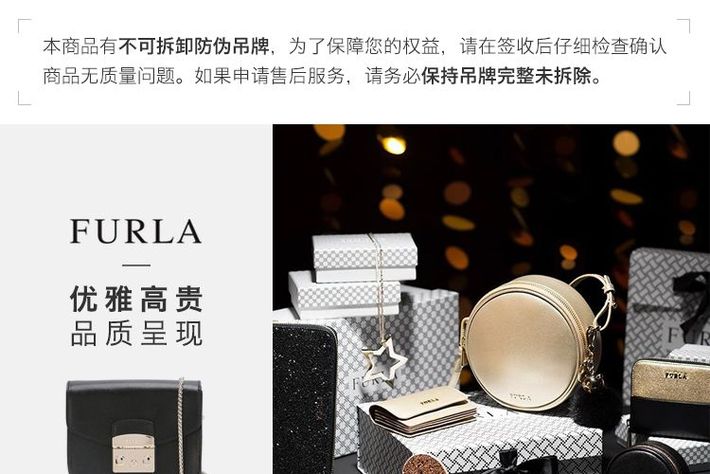 本商品有不可拆卸防伪吊牌，为了保障您的权益，请在签收后仔细检查确认
商品无质量问题。如果申请售后服务，请务必保持吊牌完整未拆除。
FURLA
优雅高贵
品质呈现
FURLA
FURLA
FURLA
FURLA